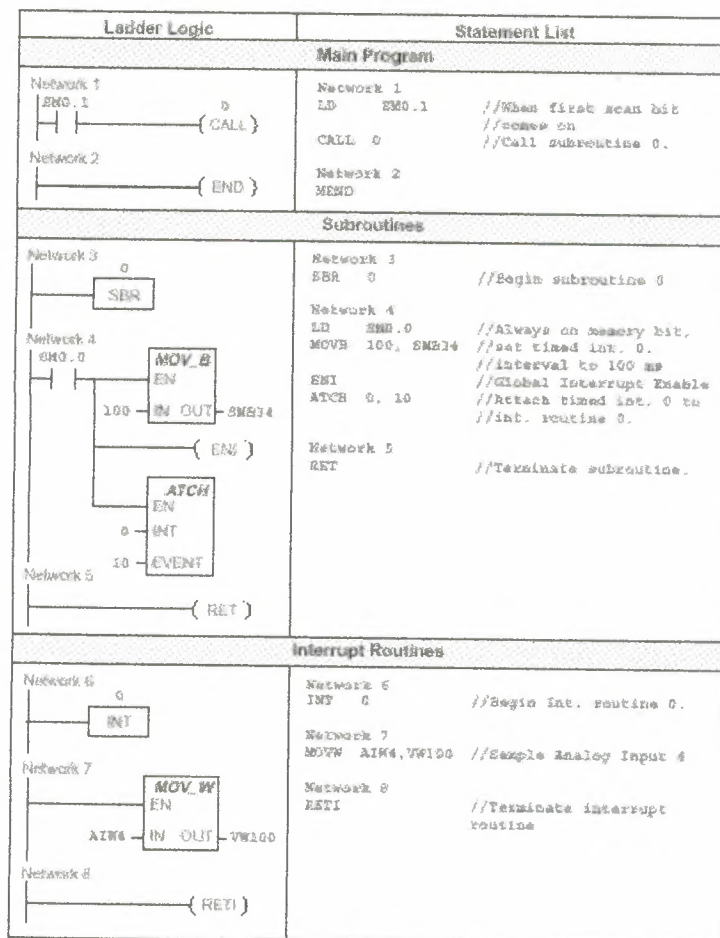 Ladder Logic
Statement List
Main Program
Network 1
SM0.1
0
CALL
Network 2
END
Network 1
LD SM0.1 //When first scan bit
//comes on
CALL 0 //Call subroutine 0.
Network 2
MEND
Subroutines
Network 3
0
SBR
Network 4
SM0.0
MOV_B
EN
100 IN OUT SMB34
ENI
ATCH
EN
0 INT
10 EVENT
Network 5
RET
Network 3
SBR 0 //Begin subroutine 0
Network 4
LD SM0.0 //Always on memory bit,
MOVB 100, SMB34 //set timed int. 0.
//interval to 100 ms
ENI //Global Interrupt Enable
ATCH 0, 10 //Attach timed int. 0 to
//int. routine 0.
Network 5
RET //Terminate subroutine.
Interrupt Routines
Network 6
0
INT
Network 7
MOV_W
EN
AIW4 IN OUT VW100
Network 8
RETI
Network 6
INT 0 //Begin Int. routine 0.
Network 7
MOVW AIW4,VW100 //Sample Analog Input 4
Network 8
RETI //Terminate interrupt
routine